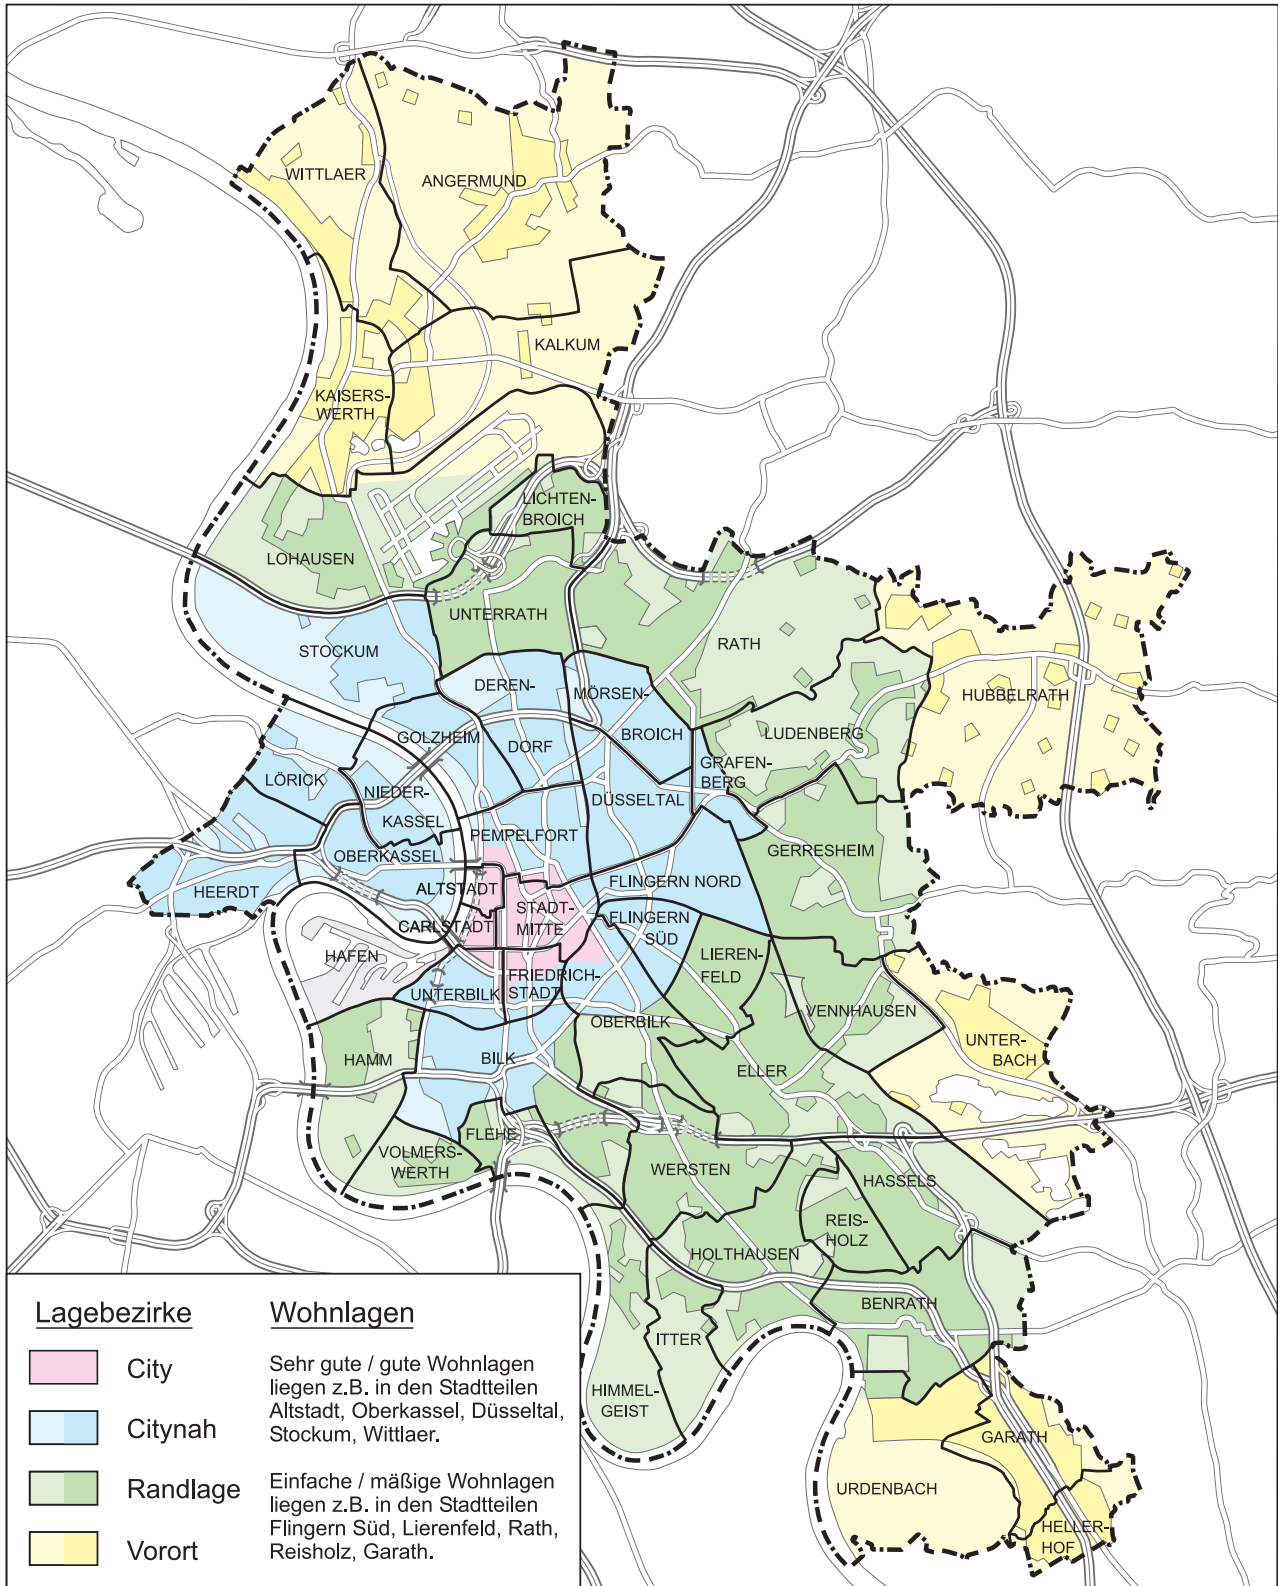 WITTLAER
ANGERMUND
KALKUM
KAISERS-
WERTH
LICHTEN-
BROICH
LOHAUSEN
UNTERRATH
RATH
STOCKUM
DEREN-
DORF
MÖRSEN-
BROICH
HUBBELRATH
LUDENBERG
GOLZHEIM
GRAFEN-
BERG
LÖRICK
NIEDER-
KASSEL
DÜSSELTAL
PEMPELFORT
OBERKASSEL
GERRESHEIM
HEERDT
ALTSTADT
FLINGERN NORD
STADT-
MITTE
CARLSTADT
FLINGERN
SÜD
HAFEN
LIEREN-
FELD
FRIEDRICH-
STADT
UNTERBILK
VENNHAUSEN
OBERBILK
UNTER-
BACH
HAMM
BILK
ELLER
FLEHE
VOLMERS-
WERTH
WERSTEN
HASSELS
REIS-
HOLZ
HOLTHAUSEN
BENRATH
ITTER
HIMMEL-
GEIST
GARATH
URDENBACH
HELLER-
HOF
Lagebezirke
City
Citynah
Randlage
Vorort
Wohnlagen
Sehr gute / gute Wohnlagen
liegen z.B. in den Stadtteilen
Altstadt, Oberkassel, Düsseltal,
Stockum, Wittlaer.
Einfache / mäßige Wohnlagen
liegen z.B. in den Stadtteilen
Flingern Süd, Lierenfeld, Rath,
Reisholz, Garath.